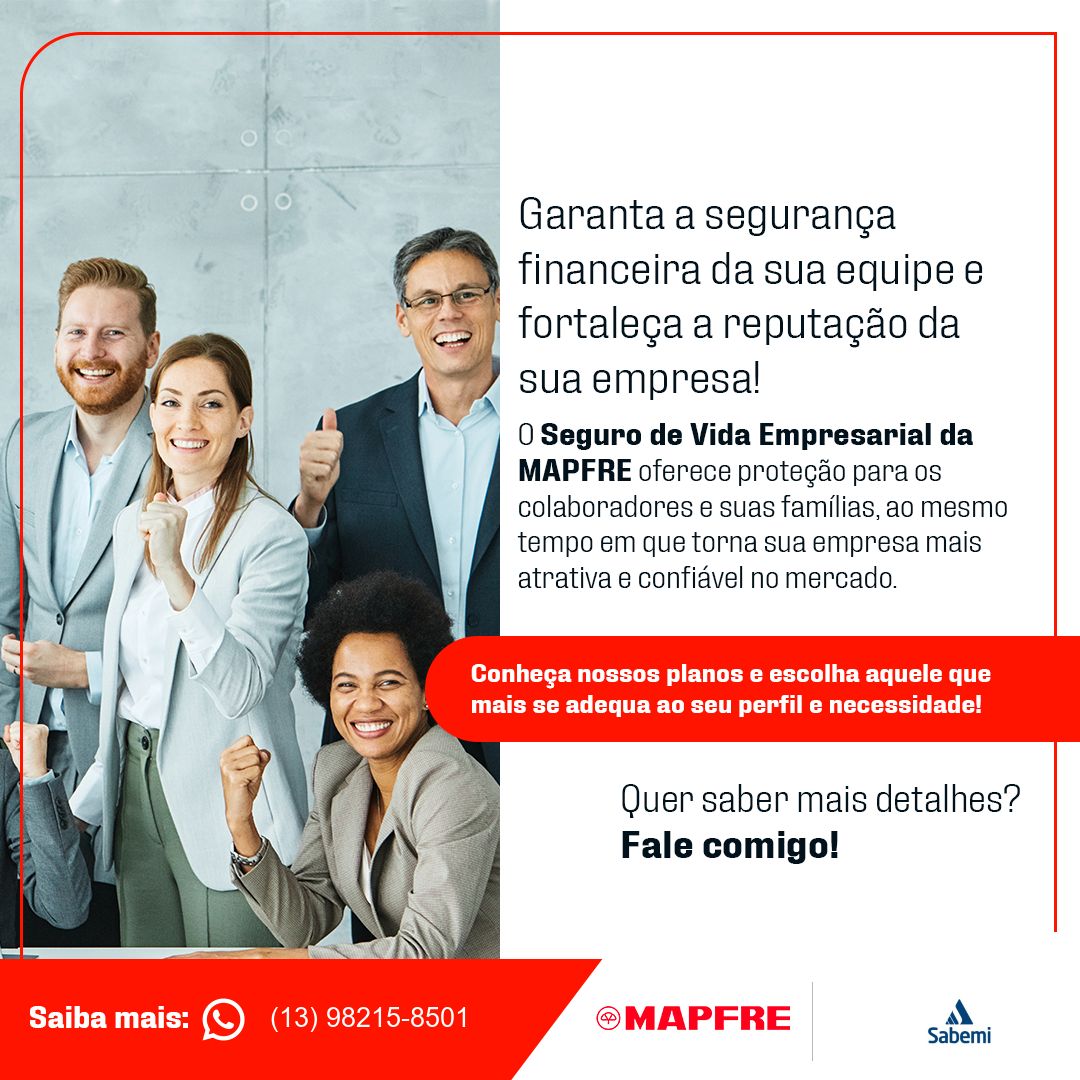 Garanta a segurança
financeira da sua equipe e
fortaleça a reputação da
sua empresa!
O Seguro de Vida Empresarial da
MAPFRE oferece proteção para os
colaboradores e suas famílias, ao mesmo
tempo em que torna sua empresa mais
atrativa e confiável no mercado.
Conheça nossos planos e escolha aquele que
mais se adequa ao seu perfil e necessidade!
Quer saber mais detalhes?
Fale comigo!
Saiba mais: (13) 98215-8501
MAPFRE
Sabemi